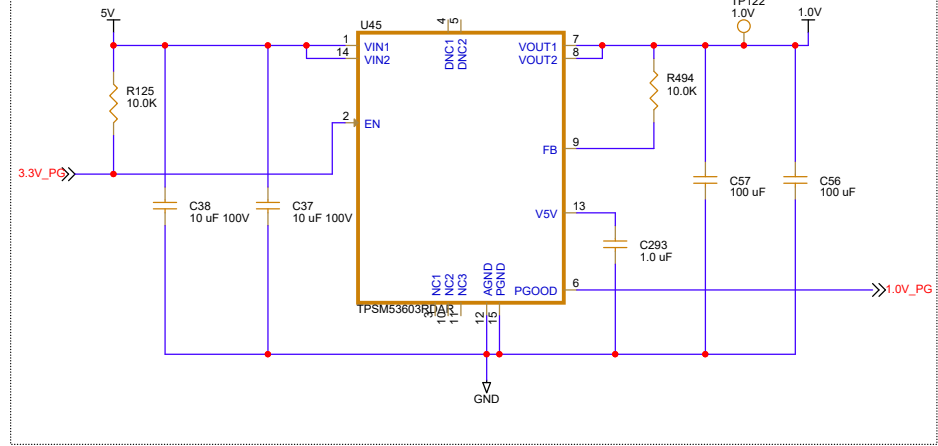 5V
U45
TP122
1.0V
1.0V
4
5
1
VIN1
14
VIN2
DNC1
DNC2
VOUT1
7
VOUT2
8
R125
10.0K
R494
10.0K
2
EN
FB
9
3.3V_PG
C38
10 uF 100V
C37
10 uF 100V
C57
100 uF
C56
100 uF
V5V
13
C293
1.0 uF
NC1
NC2
NC3
AGND
PGND
PGOOD
6
1.0V_PG
TPSM53603RDAR
10
11
12
15
GND